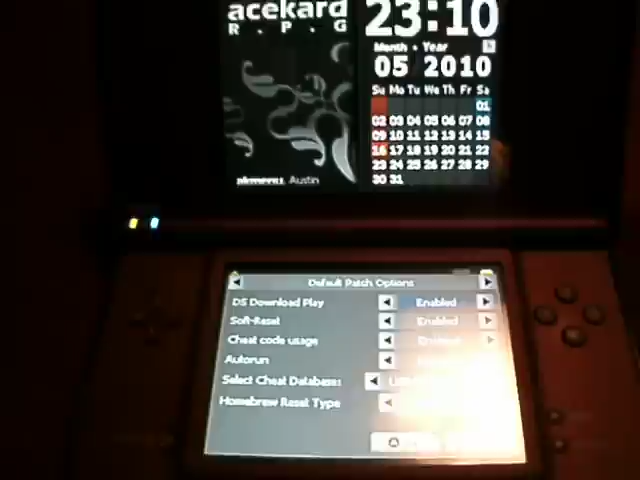 acekard
R.P.G
akmenu Austin
23:10
Month • Year
05 2010
Su Mo Tu We Th Fr Sa
01
02 03 04 05 06 07 08
09 10 11 12 13 14 15
16 17 18 19 20 21 22
23 24 25 26 27 28 29
30 31
Default Patch Options
DS Download Play Enabled
Soft-Reset Enabled
Cheat code usage
Autorun
Select Cheat Database:
Homebrew Reset Type